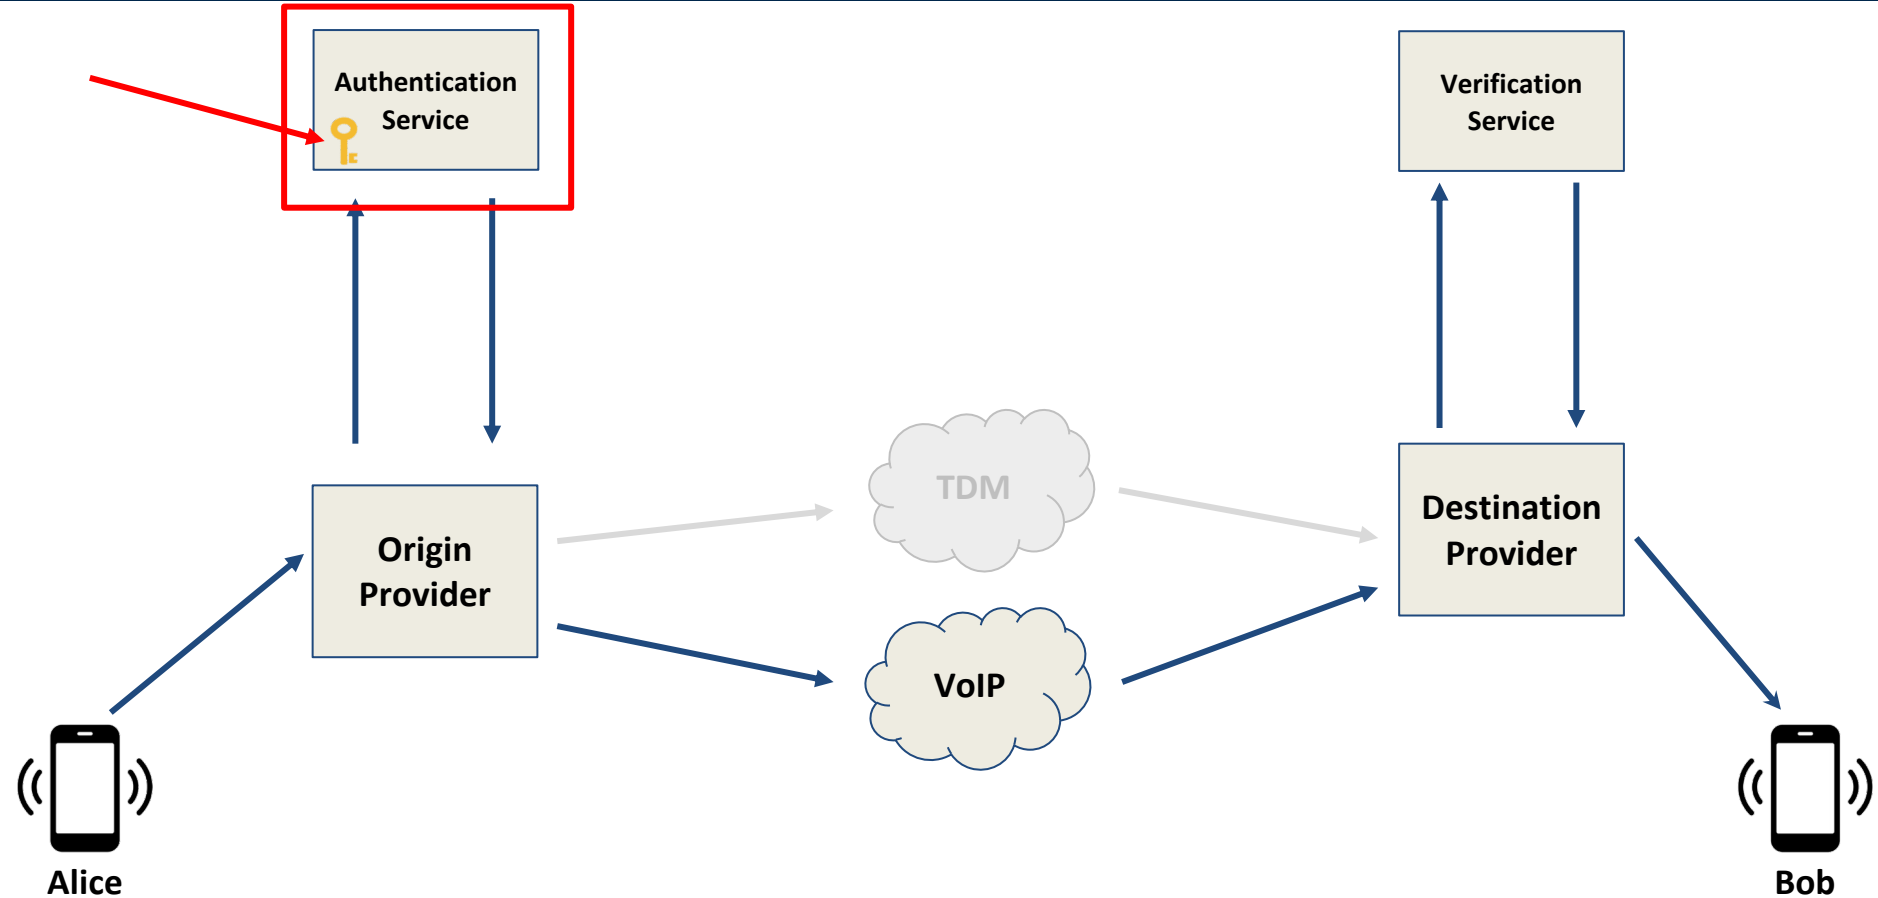 Authentication
Service
Verification
Service
TDM
Origin
Provider
Destination
Provider
VoIP
Alice
Bob